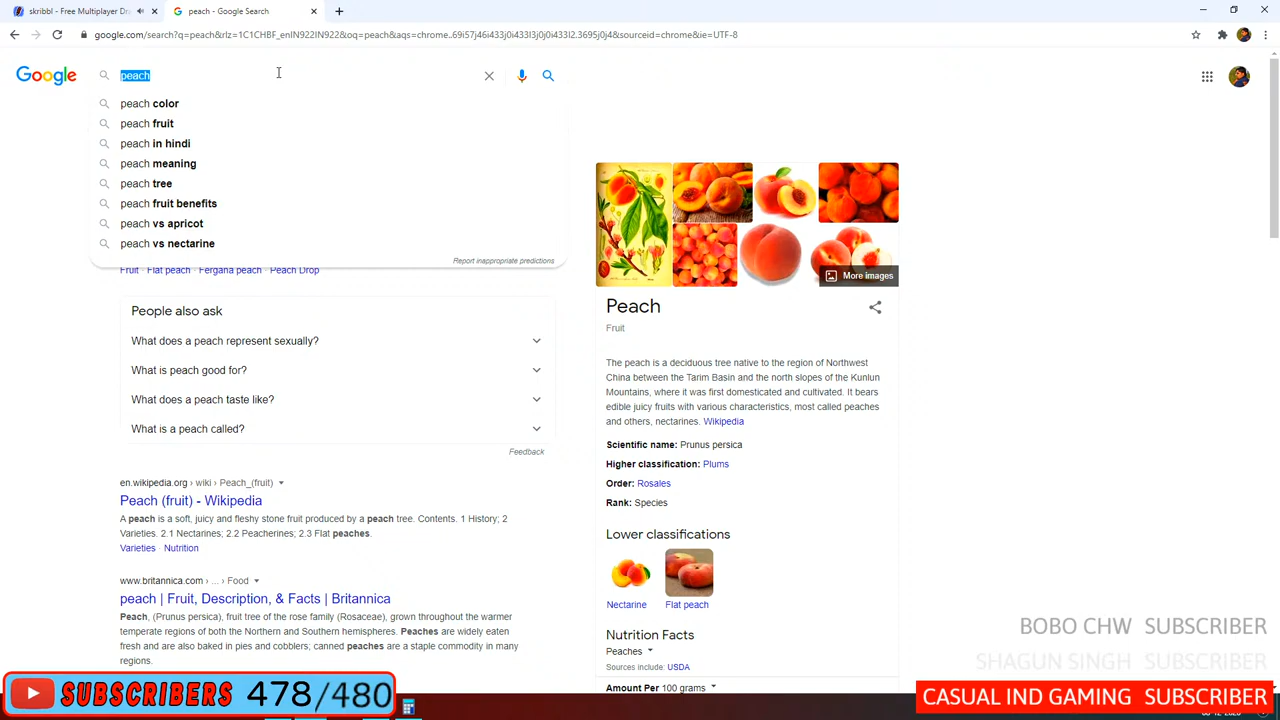 skribbl - Free Multiplayer Dra
peach - Google Search
google.com/search?q=peach&rlz=1C1CHBF_enIN922IN922&oq=peach&aqs=chrome..69i57j46i433j0i433l3j0j0i433l2.3695j0j4&sourceid=chrome&ie=UTF-8
Google
peach
peach color
peach fruit
peach in hindi
peach meaning
peach tree
peach fruit benefits
peach vs apricot
peach vs nectarine
Report inappropriate predictions
Fruit · Flat peach · Fergana peach · Peach Drop
People also ask
What does a peach represent sexually?
What is peach good for?
What does a peach taste like?
What is a peach called?
Feedback
en.wikipedia.org › wiki › Peach_(fruit)
Peach (fruit) - Wikipedia
A peach is a soft, juicy and fleshy stone fruit produced by a peach tree. Contents. 1 History; 2
Varieties. 2.1 Nectarines; 2.2 Peacherines; 2.3 Flat peaches.
Varieties · Nutrition
www.britannica.com › ... › Food
peach | Fruit, Description, & Facts | Britannica
Peach, (Prunus persica), fruit tree of the rose family (Rosaceae), grown throughout the warmer
temperate regions of both the Northern and Southern hemispheres. Peaches are widely eaten
fresh and are also baked in pies and cobblers; canned peaches are a staple commodity in many
regions.
More images
Peach
Fruit
The peach is a deciduous tree native to the region of Northwest
China between the Tarim Basin and the north slopes of the Kunlun
Mountains, where it was first domesticated and cultivated. It bears
edible juicy fruits with various characteristics, most called peaches
and others, nectarines. Wikipedia
Scientific name: Prunus persica
Higher classification: Plums
Order: Rosales
Rank: Species
Lower classifications
Nectarine
Flat peach
Nutrition Facts
Peaches
Sources include: USDA
Amount Per 100 grams
BOBO CHW SUBSCRIBER
SHAGUN SINGH SUBSCRIBER
CASUAL IND GAMING SUBSCRIBER
SUBSCRIBERS 478/480